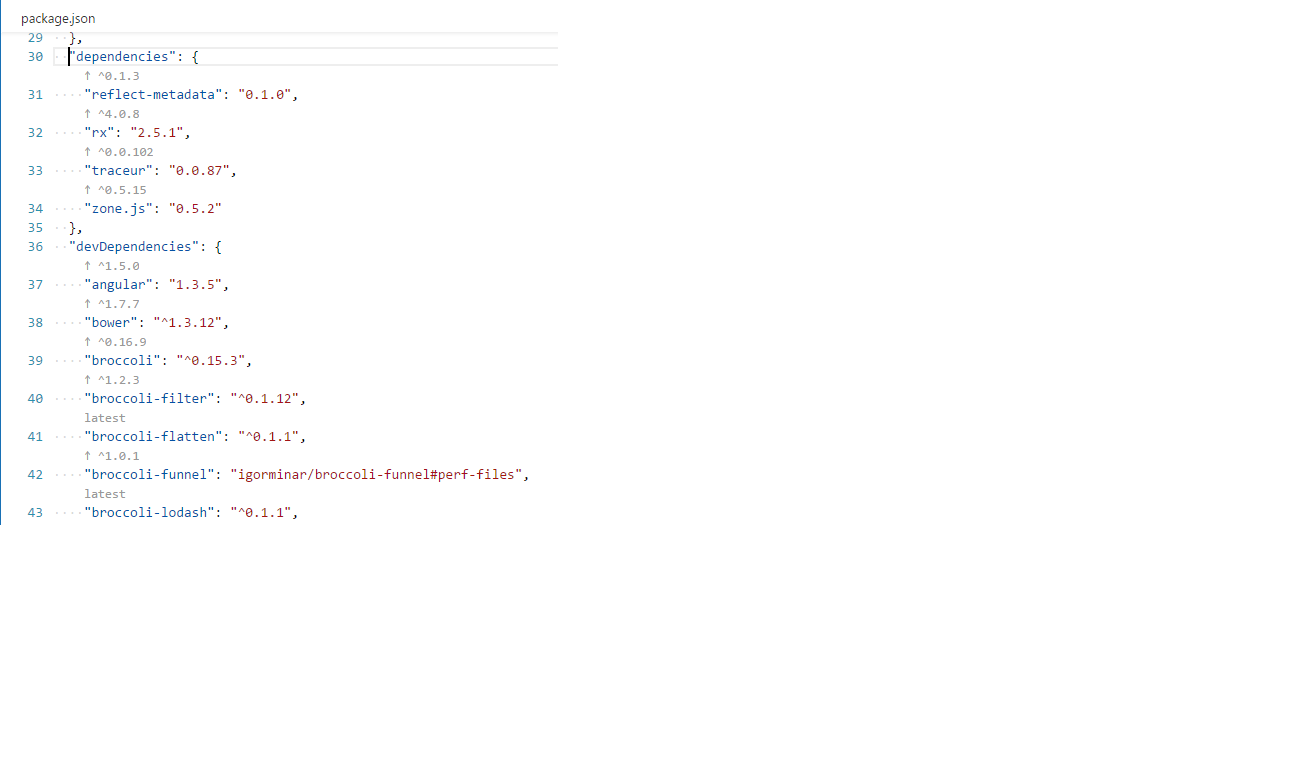 package.json
29 ··},
30 ··"dependencies": {
↑ ^0.1.3
31 ····"reflect-metadata": "0.1.0",
↑ ^4.0.8
32 ····"rx": "2.5.1",
↑ ^0.0.102
33 ····"traceur": "0.0.87",
↑ ^0.5.15
34 ····"zone.js": "0.5.2"
35 ··},
36 ··"devDependencies": {
↑ ^1.5.0
37 ····"angular": "1.3.5",
↑ ^1.7.7
38 ····"bower": "^1.3.12",
↑ ^0.16.9
39 ····"broccoli": "^0.15.3",
↑ ^1.2.3
40 ····"broccoli-filter": "^0.1.12",
latest
41 ····"broccoli-flatten": "^0.1.1",
↑ ^1.0.1
42 ····"broccoli-funnel": "igorminar/broccoli-funnel#perf-files",
latest
43 ····"broccoli-lodash": "^0.1.1",